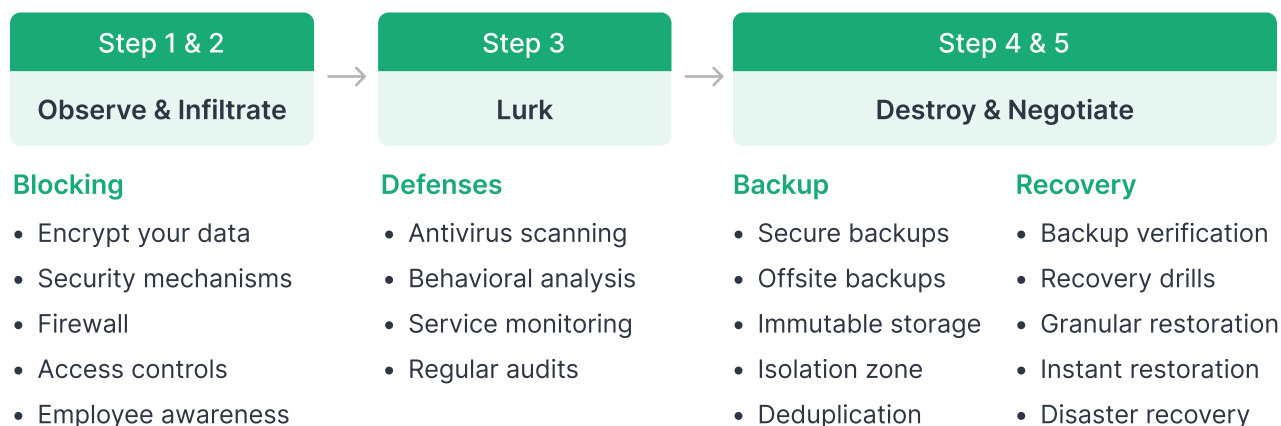 Step 1 & 2
Observe & Infiltrate
Step 3
Lurk
Step 4 & 5
Destroy & Negotiate
Blocking
• Encrypt your data
• Security mechanisms
• Firewall
• Access controls
• Employee awareness
Defenses
• Antivirus scanning
• Behavioral analysis
• Service monitoring
• Regular audits
Backup
• Secure backups
• Offsite backups
• Immutable storage
• Isolation zone
• Deduplication
Recovery
• Backup verification
• Recovery drills
• Granular restoration
• Instant restoration
• Disaster recovery